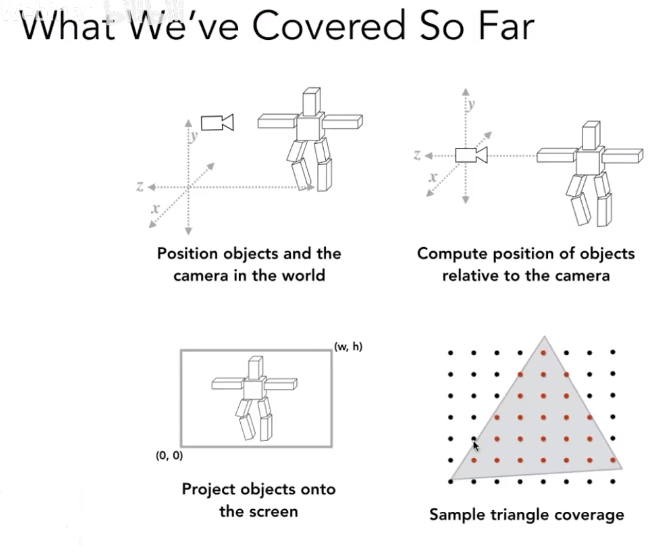 What We've Covered So Far
y
z
x
Position objects and the
camera in the world
y
z
x
Compute position of objects
relative to the camera
(w, h)
(0, 0)
Project objects onto
the screen
Sample triangle coverage